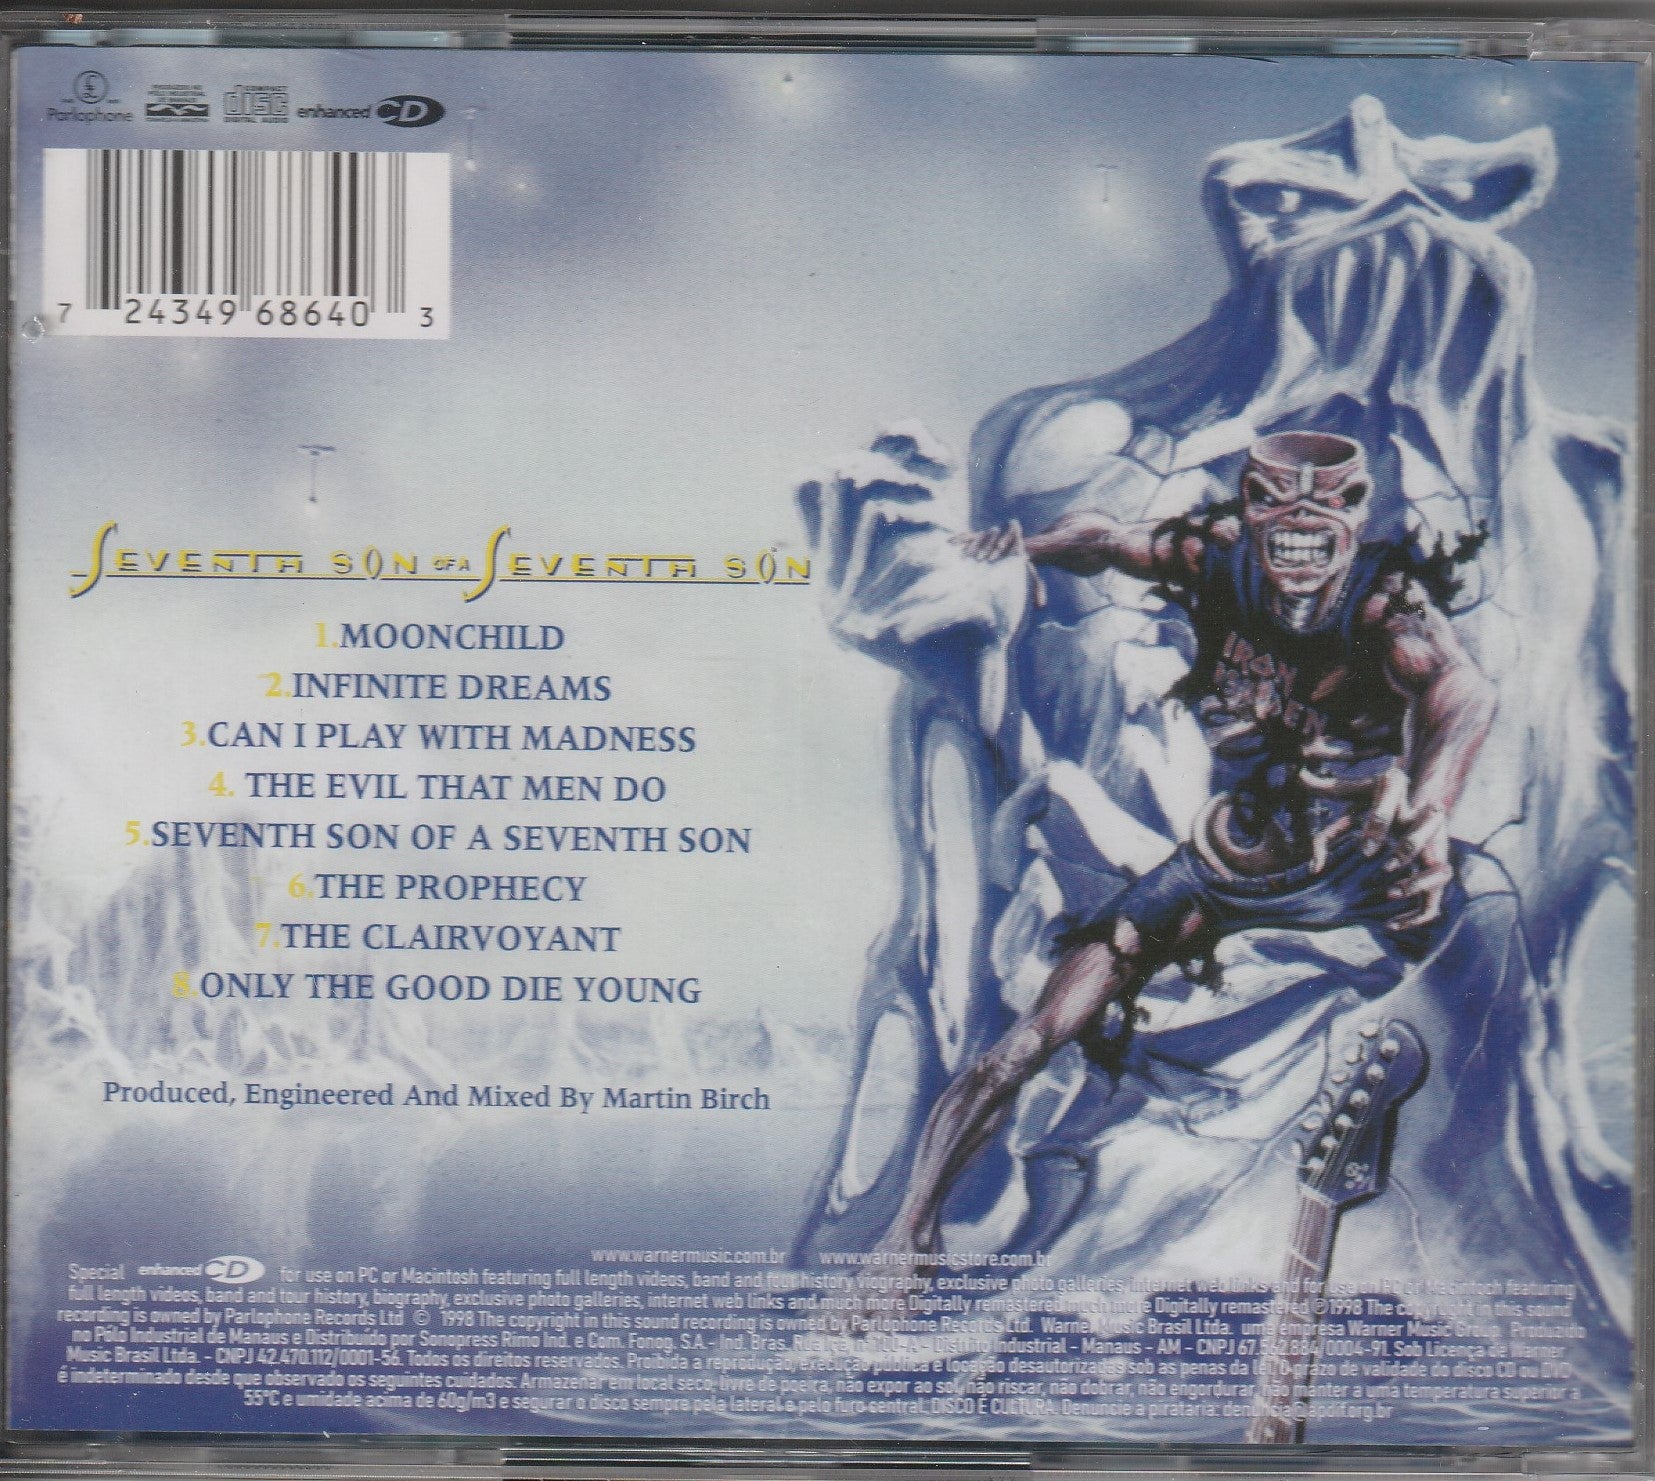 Parlophone
COMPACT
disc
DIGITAL AUDIO
enhanced CD
7 24349 68640 3
SEVENTH SON OF A SEVENTH SON
1.MOONCHILD
2.INFINITE DREAMS
3.CAN I PLAY WITH MADNESS
4. THE EVIL THAT MEN DO
5.SEVENTH SON OF A SEVENTH SON
6.THE PROPHECY
7.THE CLAIRVOYANT
8.ONLY THE GOOD DIE YOUNG
IRON
MAIDEN
Produced, Engineered And Mixed By Martin Birch
www.warnermusic.com.br www.warnermusicstore.com.br
Special enhanced CD for use on PC or Macintosh featuring full length videos, band and tour history, biography, exclusive photo galleries, internet web links and for use on PC or Macintosh featuring
full length videos, band and tour history, biography, exclusive photo galleries, internet web links and much more Digitally remastered much more Digitally remastered ℗1998 The copyright in this sound
recording is owned by Parlophone Records Ltd © 1998 The copyright in this sound recording is owned by Parlophone Records Ltd. Warner Music Brasil Ltda. uma empresa Warner Music Group. Produzido
no Pólo Industrial de Manaus e Distribuído por Sonopress Rimo Ind. e Com. Fonog. S.A - Ind. Bras. Rua Içá, nº 100-A - Distrito Industrial - Manaus - AM - CNPJ 67.562.884/0004-91. Sob Licença de Warner
Music Brasil Ltda. - CNPJ 42.470.112/0001-56. Todos os direitos reservados. Proibida a reprodução, execução pública e locação desautorizadas sob as penas da lei. O prazo de validade do disco CD ou DVD
é indeterminado desde que observado os seguintes cuidados: Armazenar em local seco, livre de poeira, não expor ao sol, não riscar, não dobrar, não engordurar, não manter a uma temperatura superior a
55°C e umidade acima de 60g/m3 e segurar o disco sempre pela lateral e pelo furo central. DISCO É CULTURA. Denuncie a pirataria: denuncie@apdif.org.br